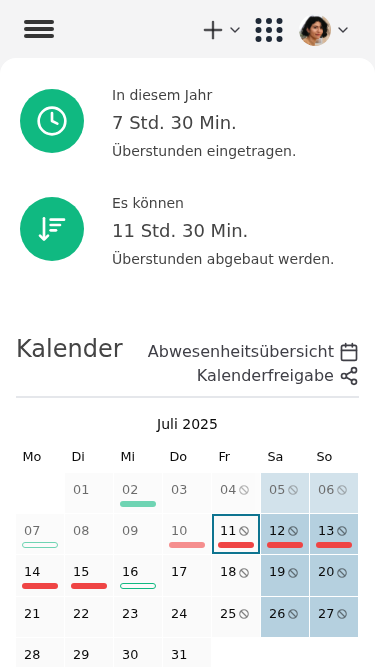 In diesem Jahr
7 Std. 30 Min.
Überstunden eingetragen.
Es können
11 Std. 30 Min.
Überstunden abgebaut werden.
Kalender
Abwesenheitsübersicht
Kalenderfreigabe
Juli 2025
Mo Di Mi Do Fr Sa So
01 02 03 04 05 06
07 08 09 10 11 12 13
14 15 16 17 18 19 20
21 22 23 24 25 26 27
28 29 30 31